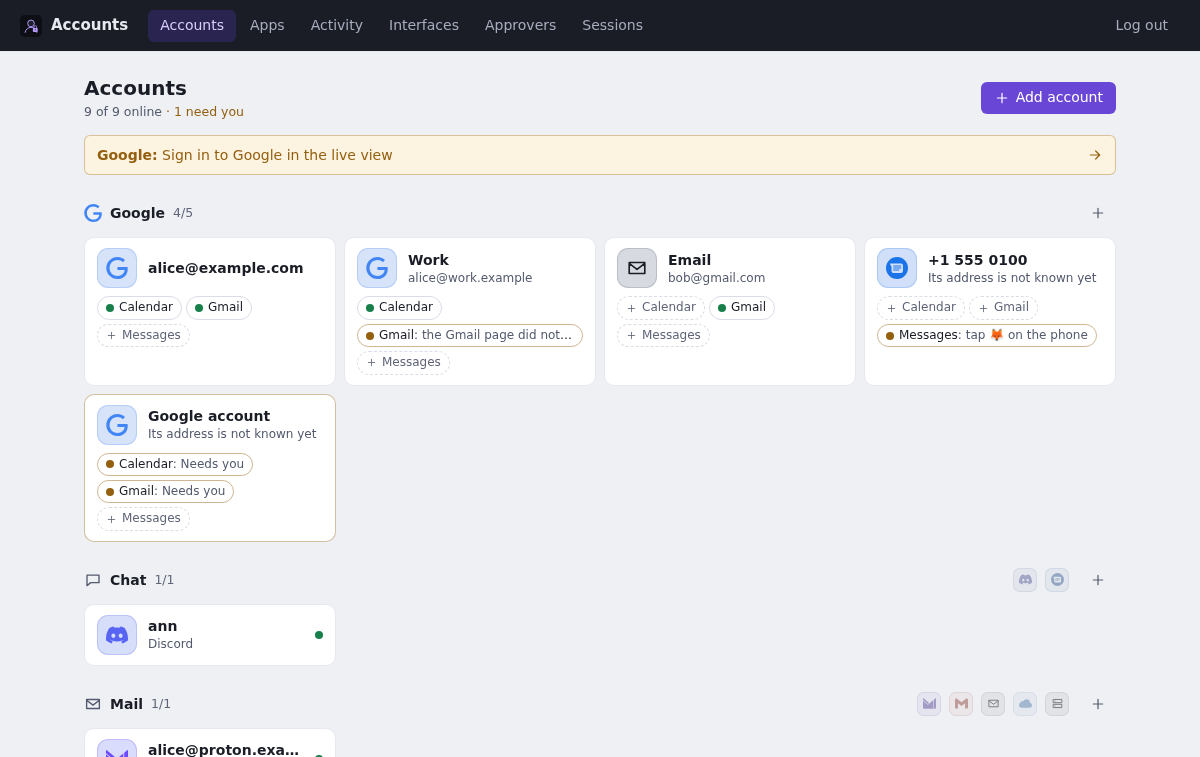 Accounts Accounts Apps Activity Interfaces Approvers Sessions Log out
Accounts
9 of 9 online · 1 need you
+ Add account
Google: Sign in to Google in the live view
Google 4/5
alice@example.com
Calendar Gmail
+ Messages
Work
alice@work.example
Calendar
Gmail: the Gmail page did not…
+ Messages
Email
bob@gmail.com
+ Calendar Gmail
+ Messages
+1 555 0100
Its address is not known yet
+ Calendar + Gmail
Messages: tap 🦊 on the phone
Google account
Its address is not known yet
Calendar: Needs you
Gmail: Needs you
+ Messages
Chat 1/1
ann
Discord
Mail 1/1
alice@proton.exa…